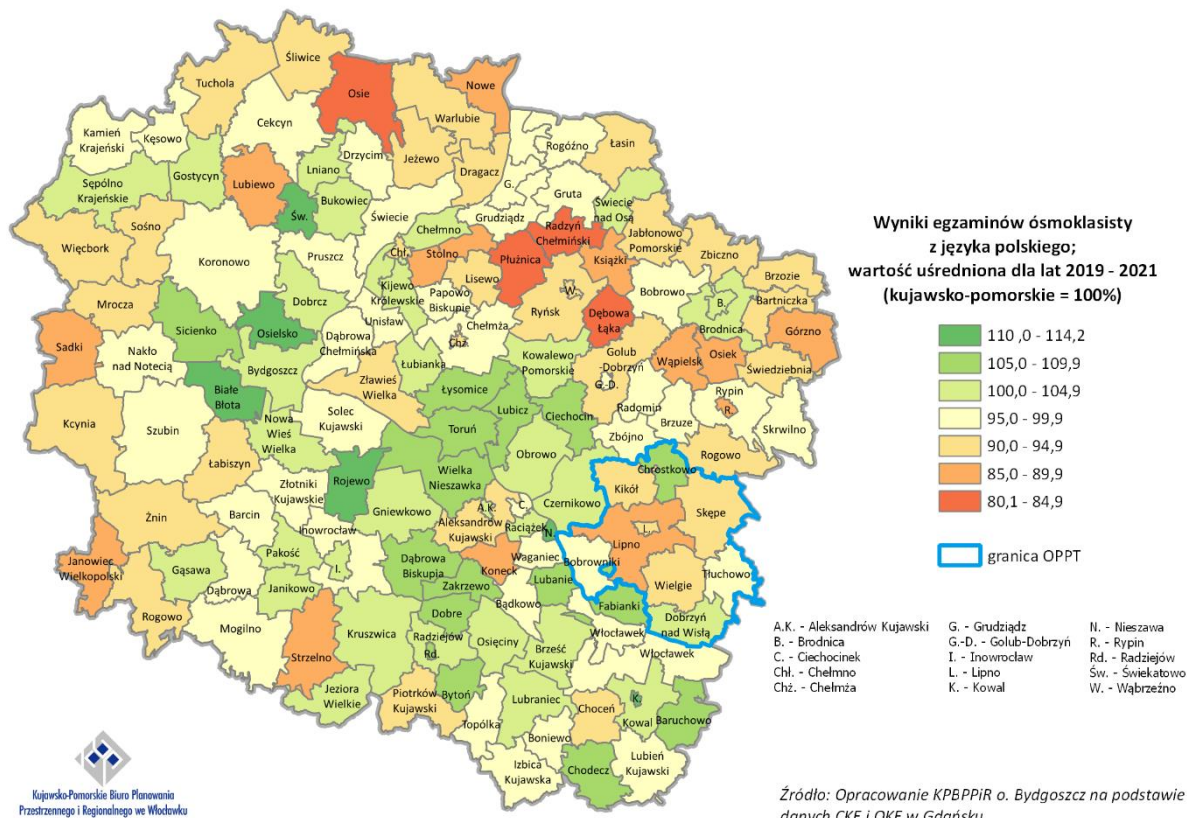 Śliwice
Tuchola
Osie
Nowe
Warlubie
Cekcyn
Kamień
Krajeński
Kęsowo
Rogóźno
Łasin
Drzycim
Jeżewo
Gostycyn
Lniano
Dragacz
G.
Lubiewo
Sępólno
Krajeńskie
Bukowiec
Gruta
Św.
Świecie
Grudziądz
Świecie
nad Osą
Sośno
Chełmno
Radzyń
Chełmiński
Jabłonowo
Pomorskie
Więcbork
Koronowo
Pruszcz
Chł.
Stolno
Płużnica
Książki
Zbiczno
Brzozie
Lisewo
Mrocza
Dobrcz
Kijewo
Królewskie
Papowo
Biskupie
W.
Bobrowo
B.
Bartniczka
Unisław
Ryńsk
Sicienko
Osielsko
Dąbrowa
Chełmińska
Chełmża
Dębowa
Łąka
Brodnica
Górzno
Sadki
Nakło
nad Notecią
Chż.
Golub
-Dobrzyń
Wąpielsk
Osiek
Łubianka
Kowalewo
Pomorskie
Świedziebnia
Bydgoszcz
Zławieś
Wielka
G.-D.
Białe
Błota
Łysomice
Rypin
R.
Radomin
Lubicz
Ciechocin
Kcynia
Szubin
Nowa
Wieś
Wielka
Solec
Kujawski
Toruń
Brzuze
Skrwilno
Zbójno
Łabiszyn
Obrowo
Rogowo
Rojewo
Wielka
Nieszawka
Chrostkowo
Złotniki
Kujawskie
Kikół
Żnin
Barcin
Gniewkowo
A.K.
C.
Czernikowo
Skępe
Inowrocław
Aleksandrów
Kujawski
Raciążek
N.
L.
Lipno
Pakość
Janowiec
Wielkopolski
Gąsawa
I.
Dąbrowa
Biskupia
Koneck
Waganiec
Bobrowniki
Tłuchowo
Janikowo
Zakrzewo
Lubanie
Wielgie
Dąbrowa
Bądkowo
Fabianki
Rogowo
Dobre
Dobrzyń
nad Wisłą
Mogilno
Kruszwica
Radziejów
Osięciny
Włocławek
Strzelno
Rd.
Brześć
Kujawski
Włocławek
Jeziora
Wielkie
Piotrków
Kujawski
Bytoń
Lubraniec
Choceń
K.
Topólka
Kowal
Baruchowo
Boniewo
Izbica
Kujawska
Chodecz
Lubień
Kujawski
Wyniki egzaminów ósmoklasisty
z języka polskiego;
wartość uśredniona dla lat 2019 - 2021
(kujawsko-pomorskie = 100%)
110 ,0 - 114,2
105,0 - 109,9
100,0 - 104,9
95,0 - 99,9
90,0 - 94,9
85,0 - 89,9
80,1 - 84,9
granica OPPT
A.K. - Aleksandrów Kujawski
B. - Brodnica
C. - Ciechocinek
Chł. - Chełmno
Chż. - Chełmża
G. - Grudziądz
G.-D. - Golub-Dobrzyń
I. - Inowrocław
L. - Lipno
K. - Kowal
N. - Nieszawa
R. - Rypin
Rd. - Radziejów
Św. - Świekatowo
W. - Wąbrzeźno
Kujawsko-Pomorskie Biuro Planowania
Przestrzennego i Regionalnego we Włocławku
Źródło: Opracowanie KPBPPiR o. Bydgoszcz na podstawie
danych CKE i OKE w Gdańsku